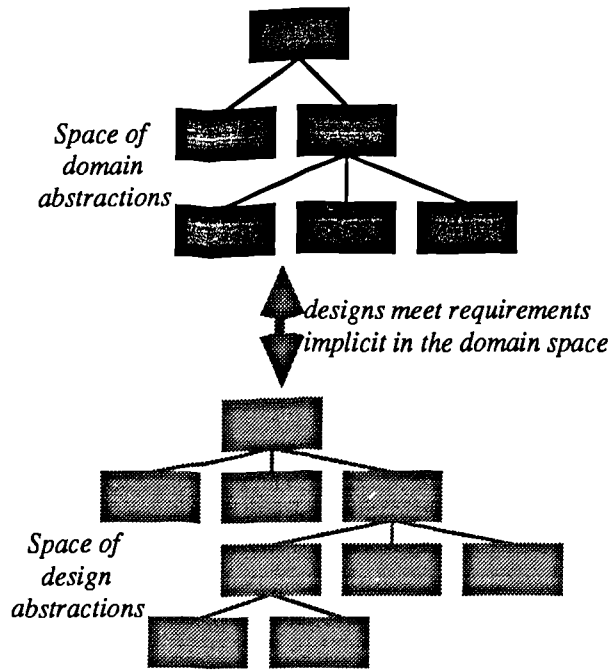 Space of
domain
abstractions
designs meet requirements
implicit in the domain space
Space of
design
abstractions